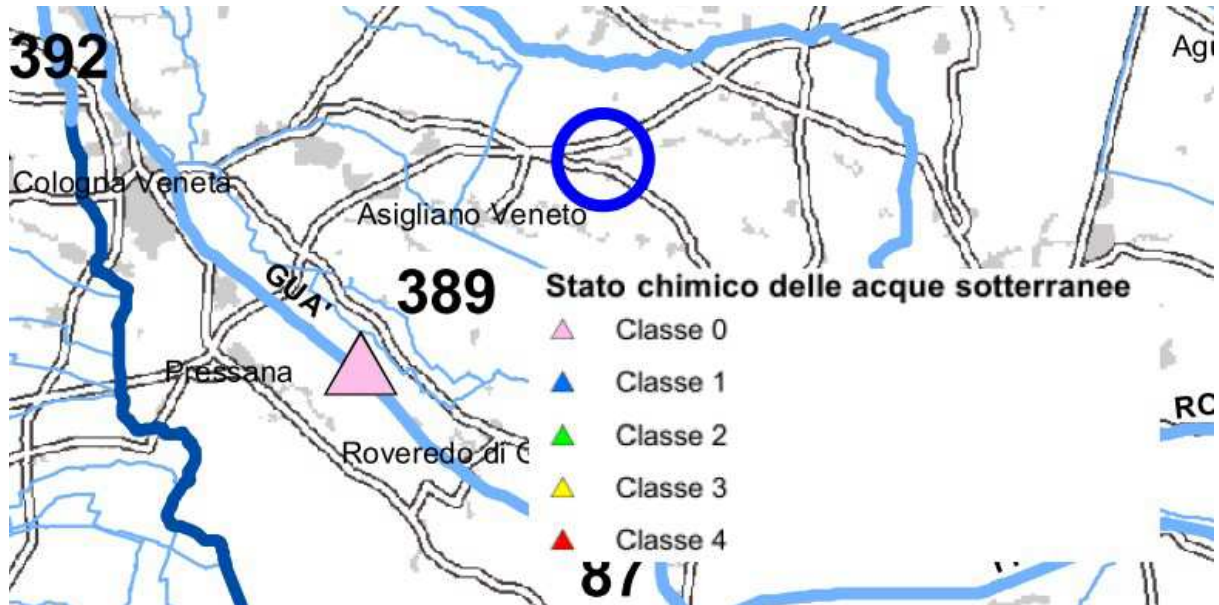 392
Agu
Cologna Veneta
Asigliano Veneto
GUA'
389
Stato chimico delle acque sotterranee
Classe 0
Classe 1
Pressana
Classe 2
RO
Roveredo di G
Classe 3
Classe 4
87